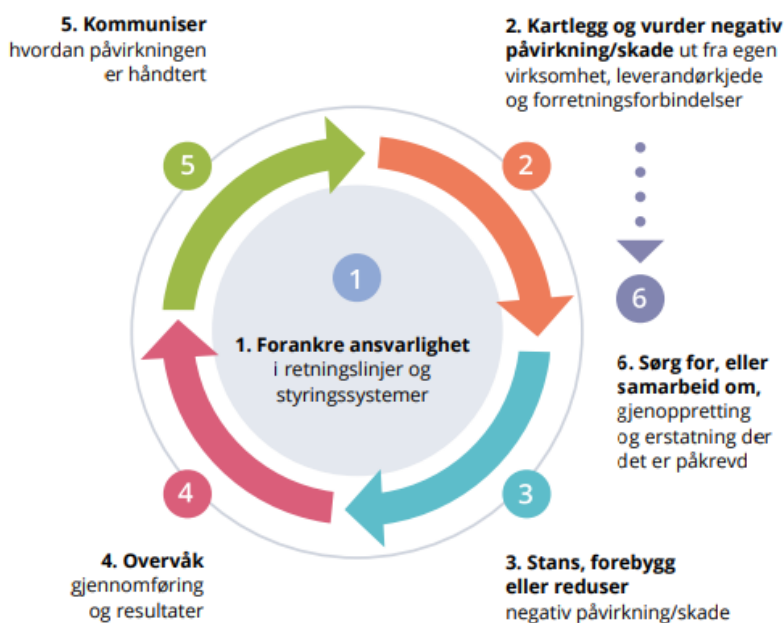 5. Kommuniser
hvordan påvirkningen
er håndtert
2. Kartlegg og vurder negativ
påvirkning/skade ut fra egen
virksomhet, leverandørkjede
og forretningsforbindelser
5
2
1
6
1. Forankre ansvarlighet
i retningslinjer og
styringssystemer
6. Sørg for, eller
samarbeid om,
gjenoppretting
og erstatning der
det er påkrevd
4
3
4. Overvåk
gjennomføring
og resultater
3. Stans, forebygg
eller reduser
negativ påvirkning/skade